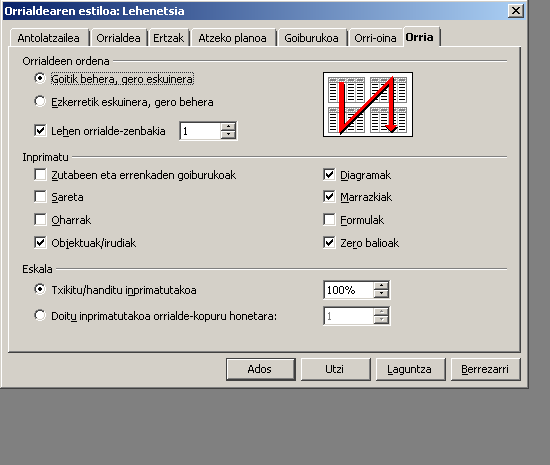 Orrialdearen estiloa: Lehenetsia
Antolatzailea Orrialdea Ertzak Atzeko planoa Goiburukoa Orri-oina Orria
Orrialdeen ordena
Goitik behera, gero eskuinera
Ezkerretik eskuinera, gero behera
Lehen orrialde-zenbakia 1
Inprimatu
Zutabeen eta errenkaden goiburukoak Diagramak
Sareta Marrazkiak
Oharrak Formulak
Objektuak/irudiak Zero balioak
Eskala
Txikitu/handitu inprimatutakoa 100%
Doitu inprimatutakoa orrialde-kopuru honetara: 1
Ados Utzi Laguntza Berrezarri